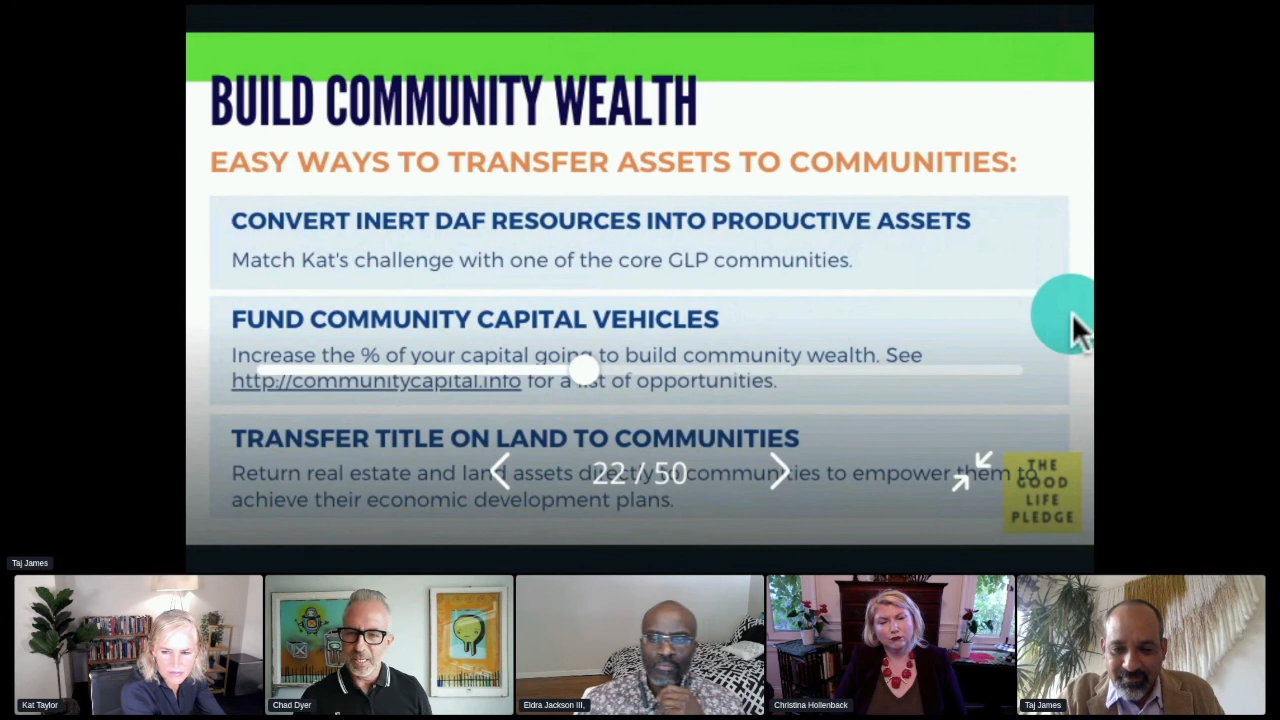 BUILD COMMUNITY WEALTH
EASY WAYS TO TRANSFER ASSETS TO COMMUNITIES:
CONVERT INERT DAF RESOURCES INTO PRODUCTIVE ASSETS
Match Kat's challenge with one of the core GLP communities.
FUND COMMUNITY CAPITAL VEHICLES
Increase the % of your capital going to build community wealth. See
http://communitycapital.info for a list of opportunities.
TRANSFER TITLE ON LAND TO COMMUNITIES
Return real estate and land assets directly to communities to empower them to
achieve their economic development plans.
22 / 50
THE
GOOD
LIFE
PLEDGE
Taj James
Kat Taylor
Chad Dyer
Eldra Jackson III,
Christina Hollenback
Taj James